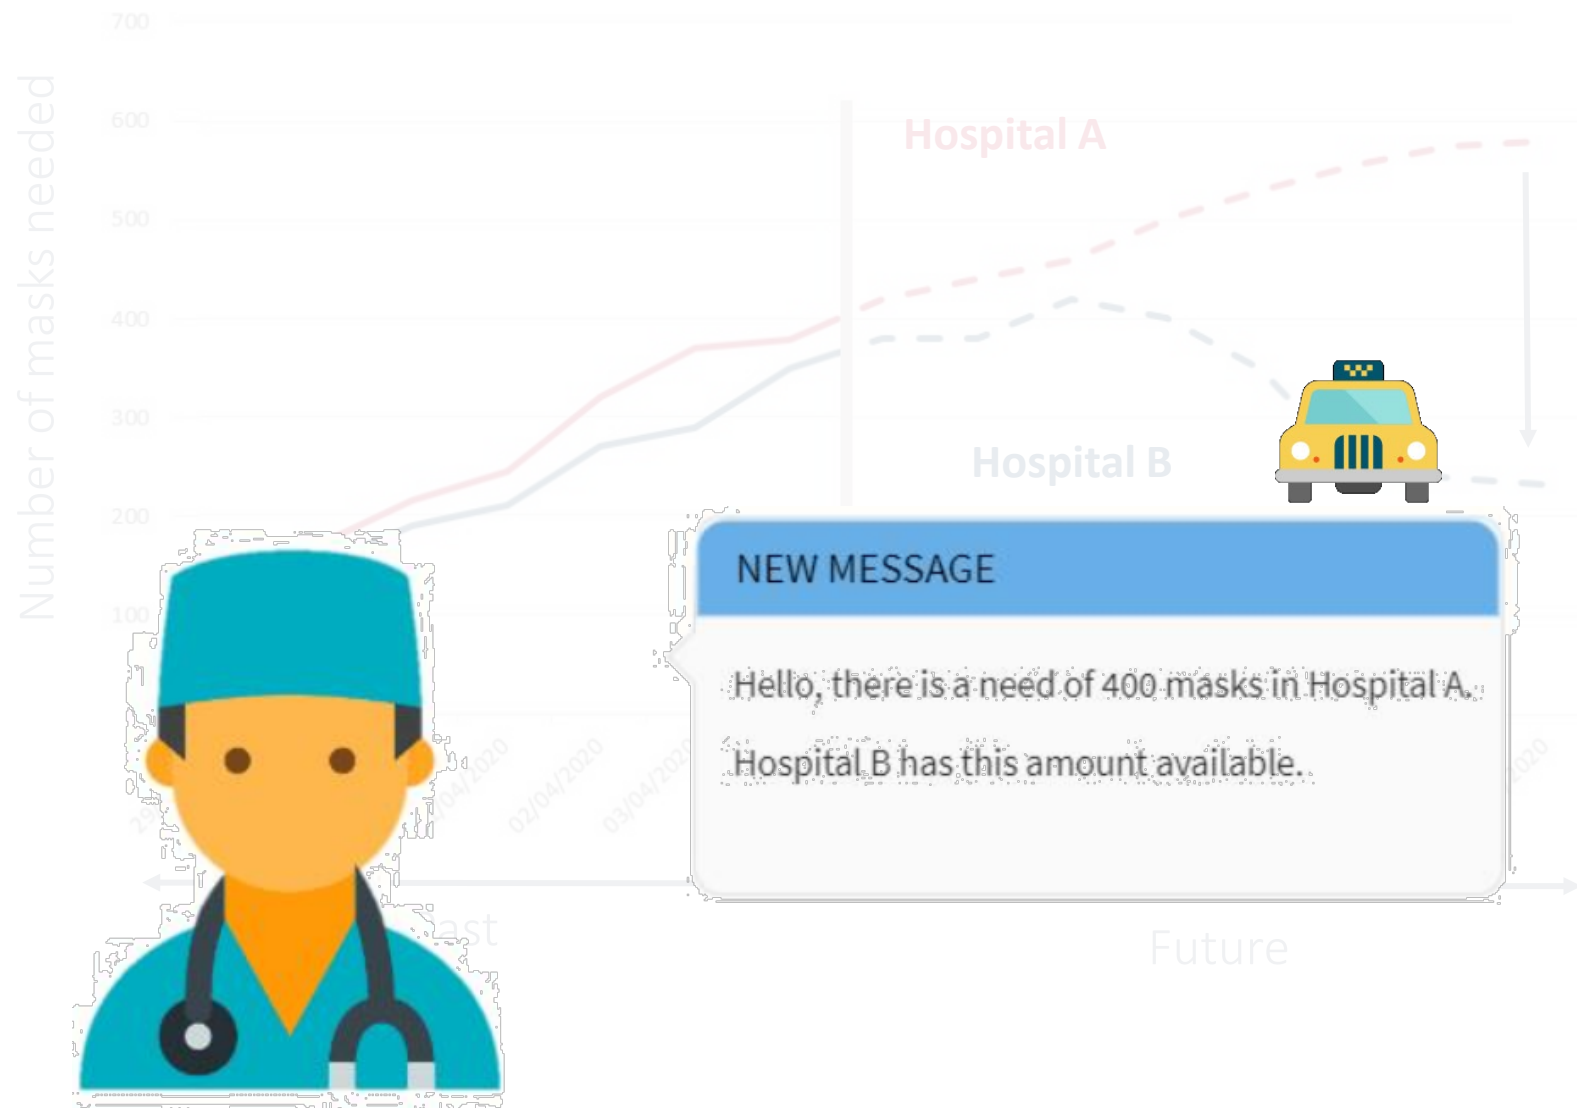 700
Number of masks needed
600
Hospital A
500
400
300
Hospital B
200
NEW MESSAGE
100
Hello, there is a need of 400 masks in Hospital A.
Hospital B has this amount available.
02/04/2020
Future